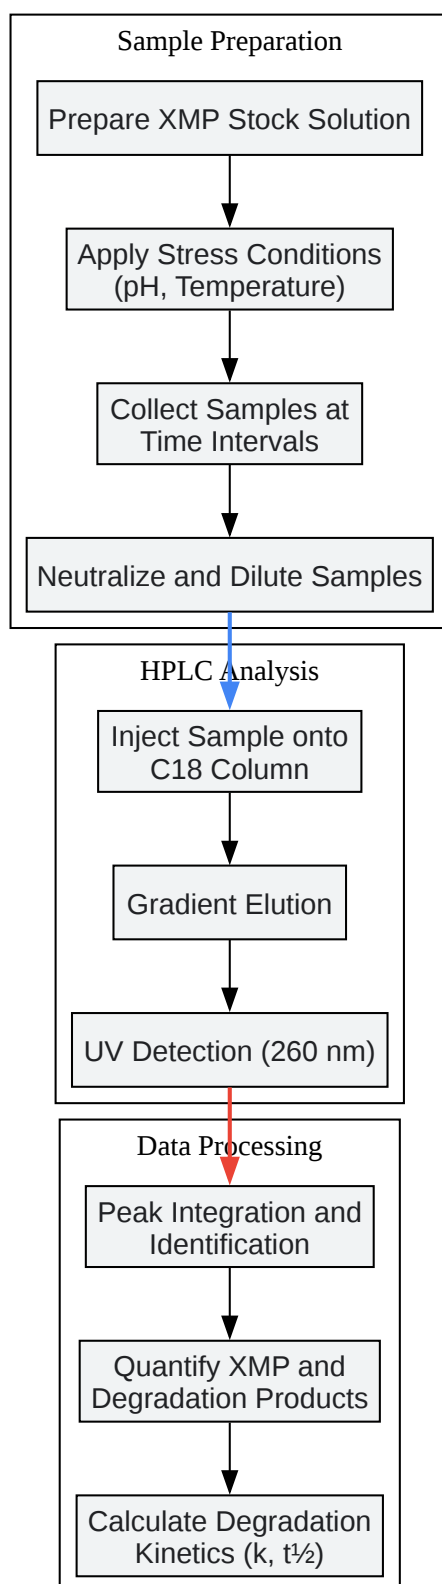 Sample Preparation
Prepare XMP Stock Solution
Apply Stress Conditions
(pH, Temperature)
Collect Samples at
Time Intervals
Neutralize and Dilute Samples
HPLC Analysis
Inject Sample onto
C18 Column
Gradient Elution
UV Detection (260 nm)
Data Processing
Peak Integration and
Identification
Quantify XMP and
Degradation Products
Calculate Degradation
Kinetics (k, t½)